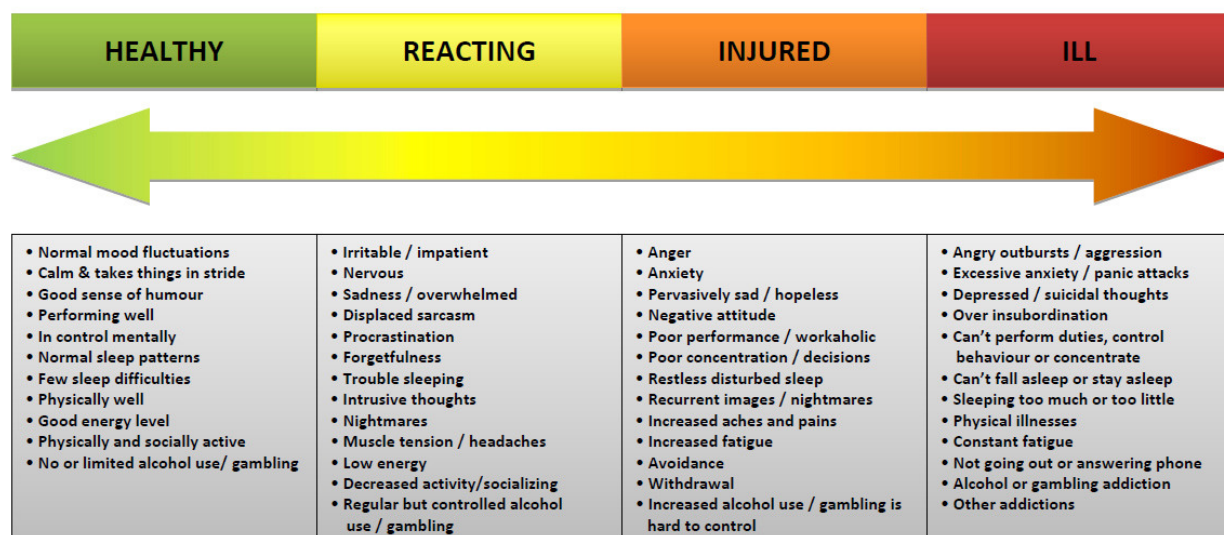 HEALTHY
REACTING
INJURED
ILL
• Normal mood fluctuations
• Calm & takes things in stride
• Good sense of humour
• Performing well
• In control mentally
• Normal sleep patterns
• Few sleep difficulties
• Physically well
• Good energy level
• Physically and socially active
• No or limited alcohol use/ gambling
• Irritable / impatient
• Nervous
• Sadness / overwhelmed
• Displaced sarcasm
• Procrastination
• Forgetfulness
• Trouble sleeping
• Intrusive thoughts
• Nightmares
• Muscle tension / headaches
• Low energy
• Decreased activity/socializing
• Regular but controlled alcohol
use / gambling
• Anger
• Anxiety
• Pervasively sad / hopeless
• Negative attitude
• Poor performance / workaholic
• Poor concentration / decisions
• Restless disturbed sleep
• Recurrent images / nightmares
• Increased aches and pains
• Increased fatigue
• Avoidance
• Withdrawal
• Increased alcohol use / gambling is
hard to control
• Angry outbursts / aggression
• Excessive anxiety / panic attacks
• Depressed / suicidal thoughts
• Over insubordination
• Can’t perform duties, control
behaviour or concentrate
• Can’t fall asleep or stay asleep
• Sleeping too much or too little
• Physical illnesses
• Constant fatigue
• Not going out or answering phone
• Alcohol or gambling addiction
• Other addictions